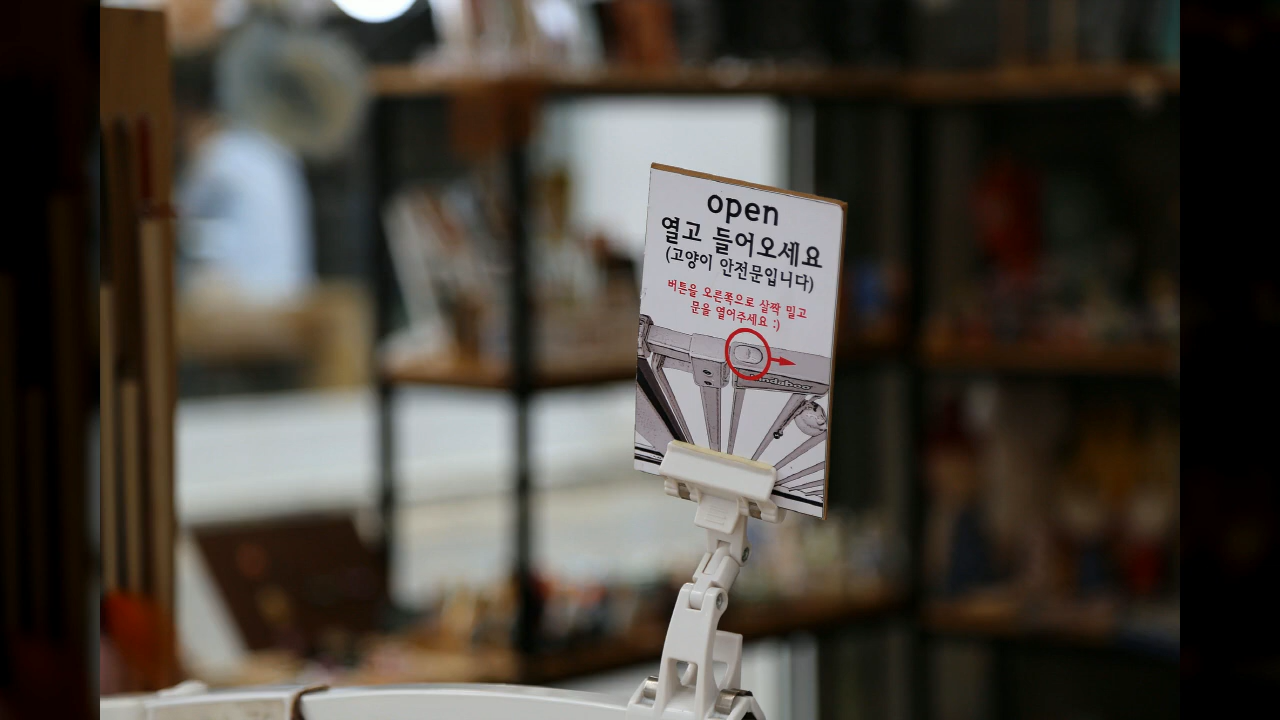 open
열고 들어오세요
(고양이 안전문입니다)
버튼을 오른쪽으로 살짝 밀고
문을 열어주세요 :)